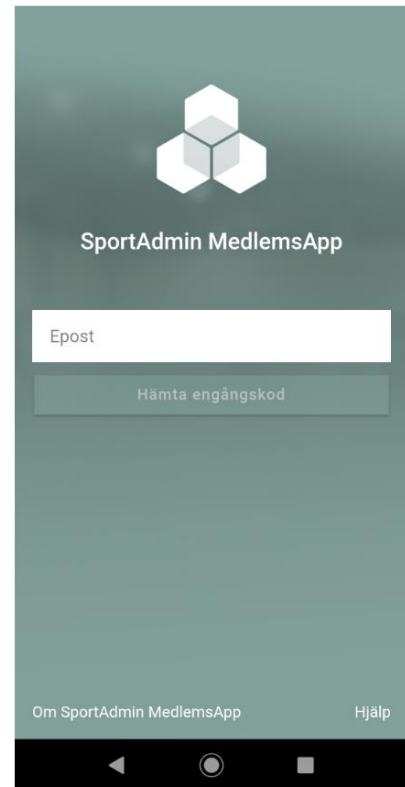 SportAdmin MedlemsApp
Epost
Hämta engångskod
Om SportAdmin MedlemsApp
Hjälp